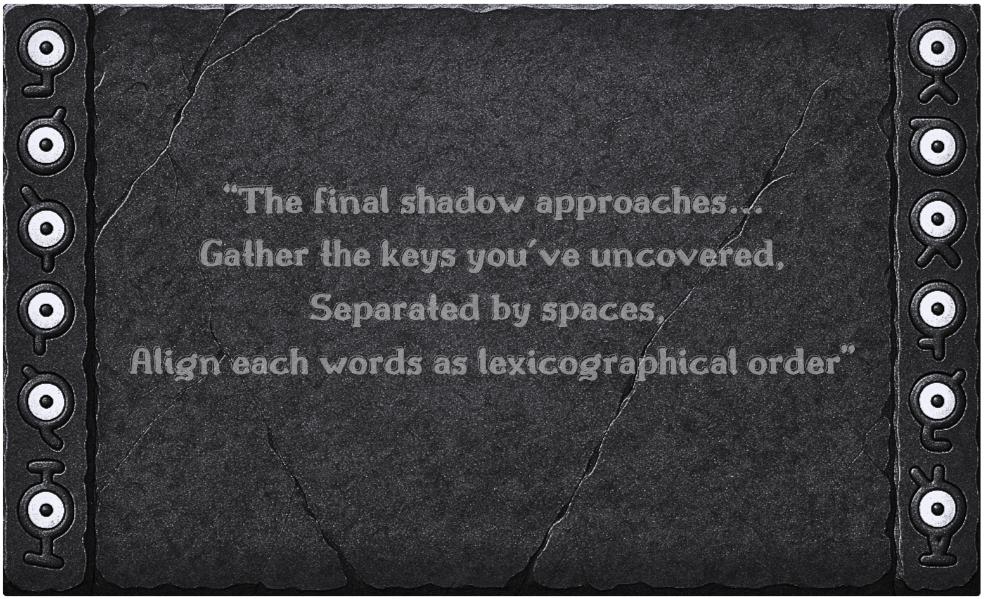 “The final shadow approaches...
Gather the keys you’ve uncovered,
Separated by spaces,
Align each words as lexicographical order”